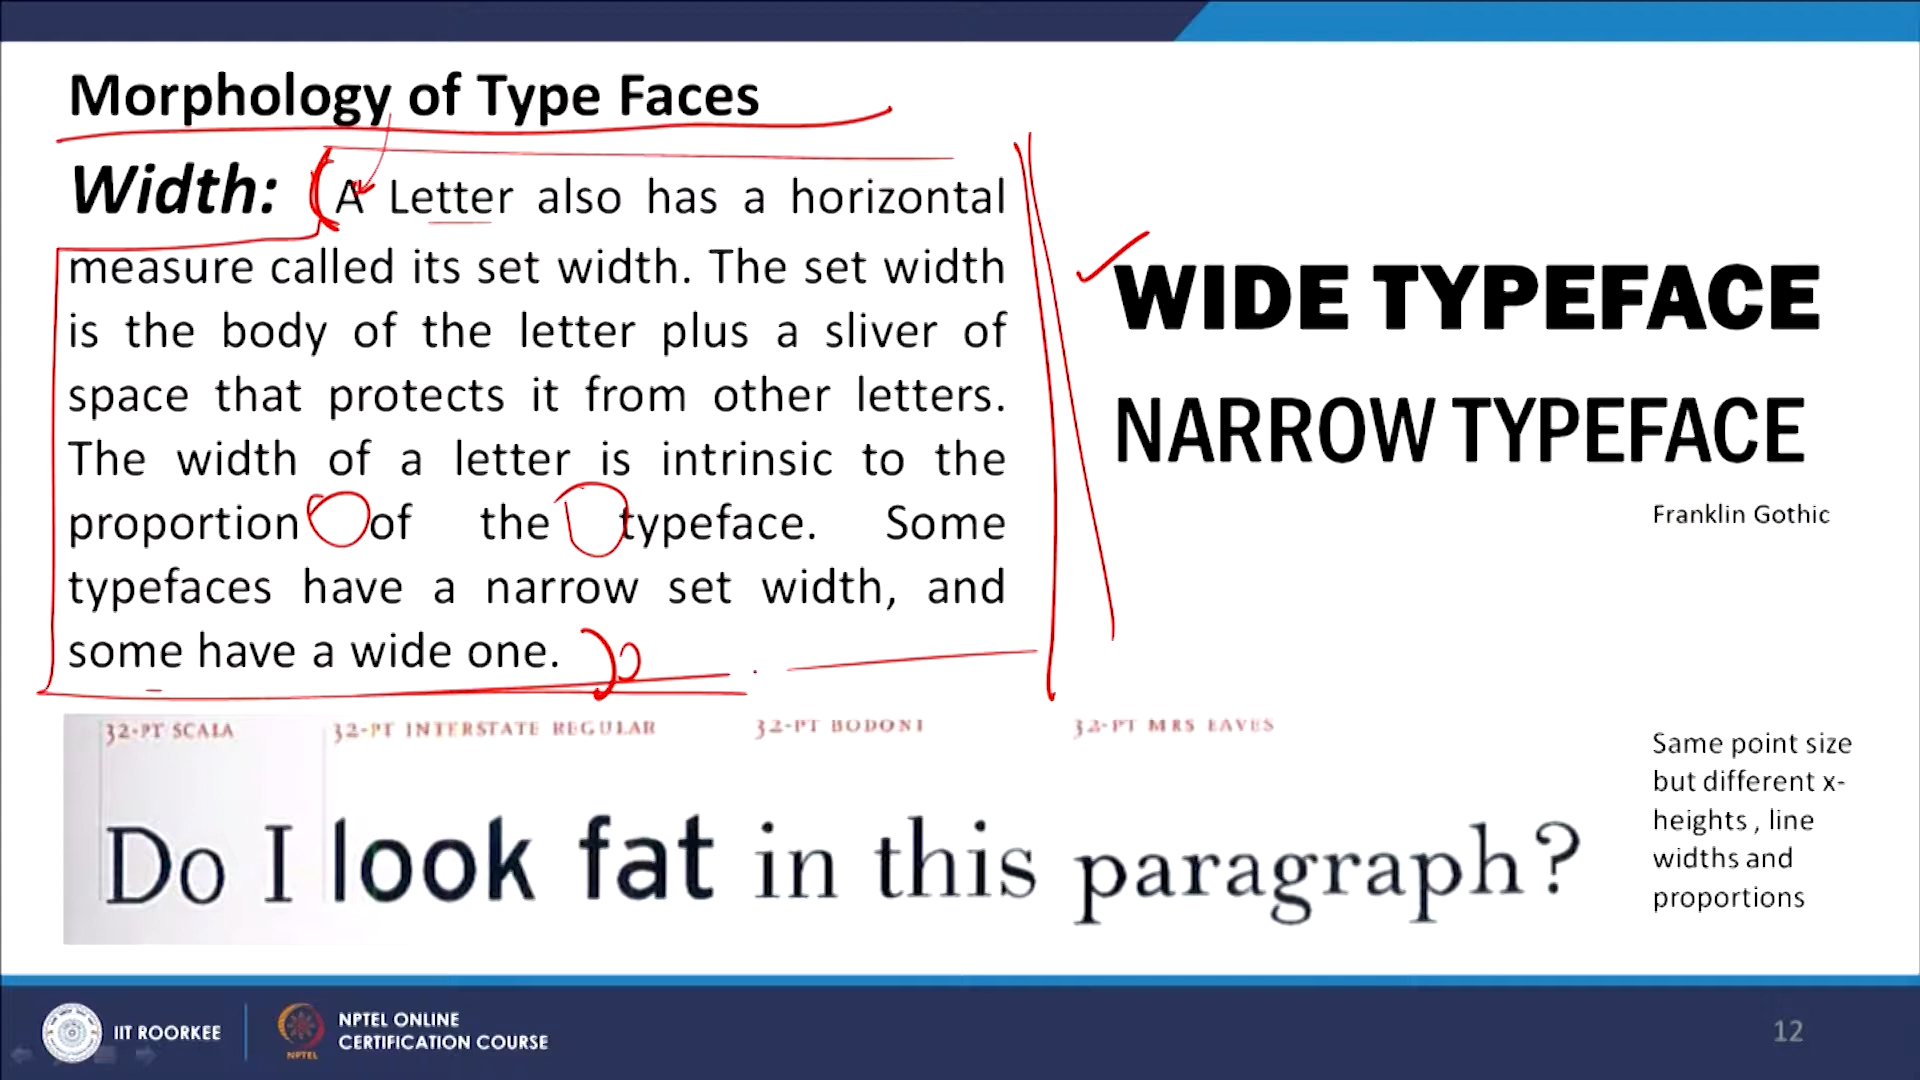 Morphology of Type Faces
Width: A Letter also has a horizontal
measure called its set width. The set width
is the body of the letter plus a sliver of
space that protects it from other letters.
The width of a letter is intrinsic to the
proportion of the typeface. Some
typefaces have a narrow set width, and
some have a wide one.
WIDE TYPEFACE
NARROW TYPEFACE
Franklin Gothic
32-PT SCALA 32-PT INTERSTATE REGULAR 32-PT BODONI 32-PT MRS EAVES
Do I look fat in this paragraph?
Same point size
but different x-
heights , line
widths and
proportions
IIT ROORKEE
NPTEL
NPTEL ONLINE
CERTIFICATION COURSE
12